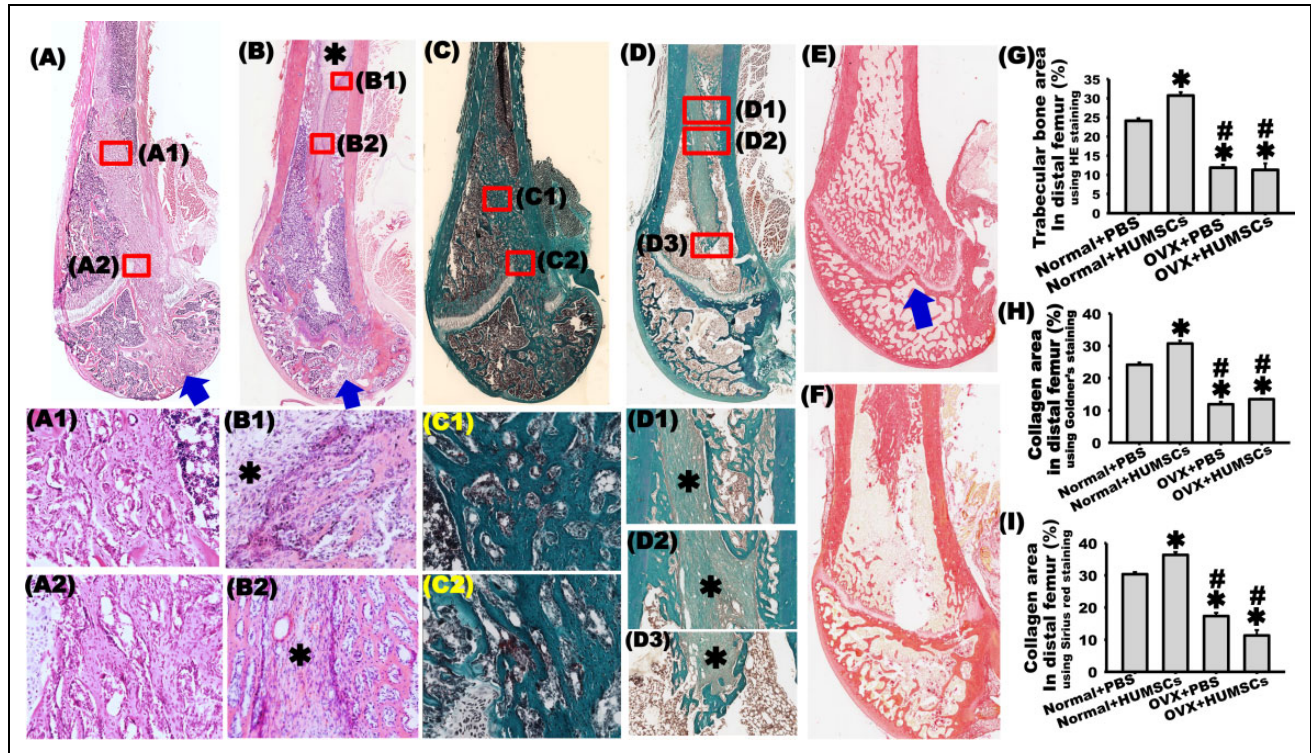 (A)
(B)
(C)
(D)
(E)
(A1)
(A2)
(B1)
(B2)
(C1)
(C2)
(D1)
(D2)
(D3)
(F)
(A1)
(B1)
(C1)
(D1)
(A2)
(B2)
(C2)
(D2)
(D3)
(G)
Trabecular bone area
In distal femur (%)
using HE staining
35
30
25
20
15
10
5
0
*
#
*
#
*
Normal+PBS
Normal+HUMSCs
OVX+PBS
OVX+HUMSCs
(H)
Collagen area
In distal femur (%)
using Goldner's staining
40
30
20
10
0
*
#
*
#
*
Normal+PBS
Normal+HUMSCs
OVX+PBS
OVX+HUMSCs
(I)
Collagen area
In distal femur (%)
using Sirius red staining
40
30
20
10
0
*
#
*
#
*
Normal+PBS
Normal+HUMSCs
OVX+PBS
OVX+HUMSCs